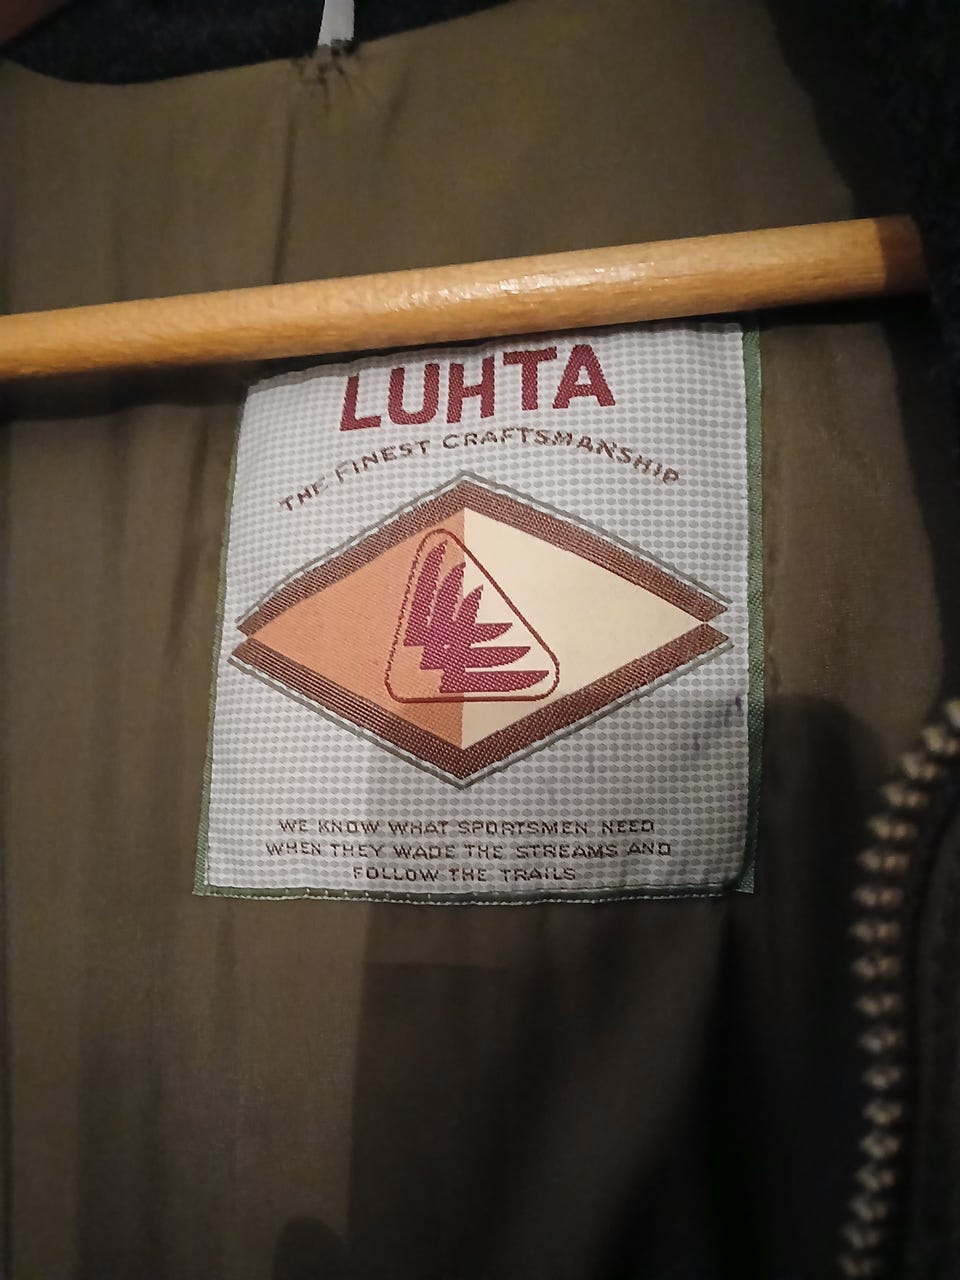 LUHTA
THE FINEST CRAFTSMANSHIP
WE KNOW WHAT SPORTSMEN NEED
WHEN THEY WADE THE STREAMS AND
FOLLOW THE TRAILS